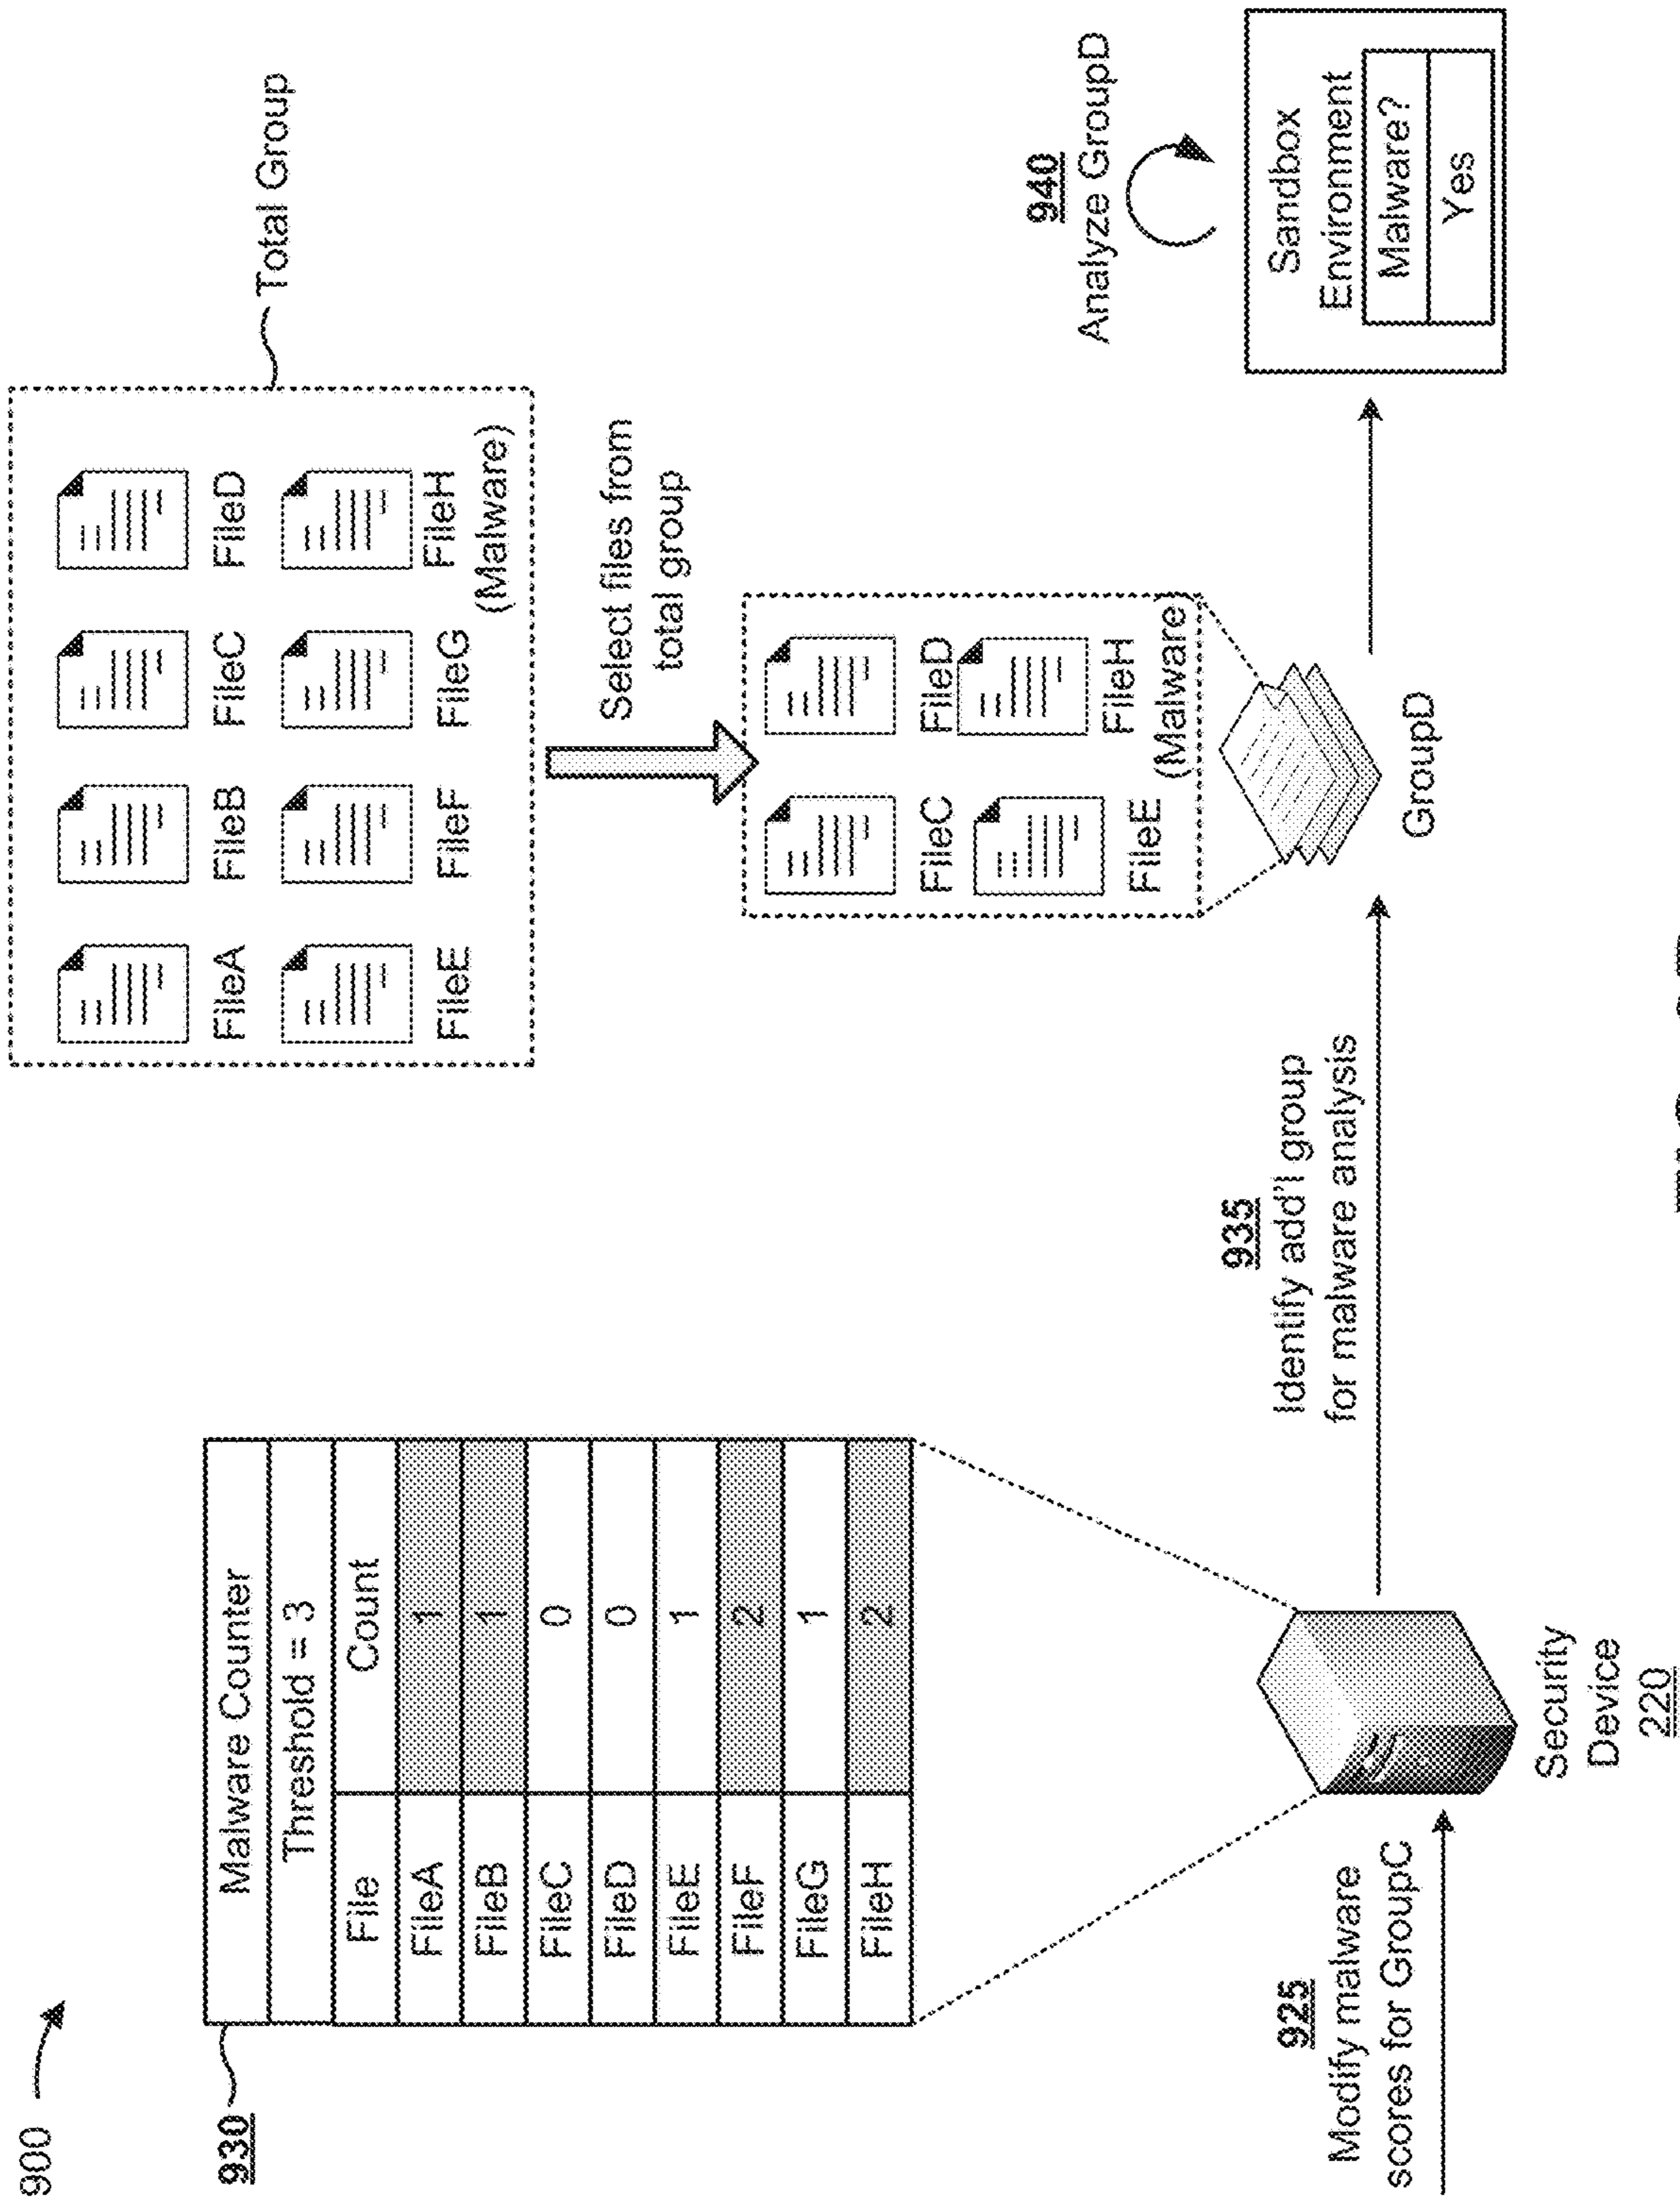 900
930
Malware Counter
Threshold = 3
File Count
FileA 1
FileB 1
FileC 0
FileD 0
FileE 1
FileF 2
FileG 1
FileH 2
Total Group
FileA FileB FileC FileD
FileE FileF FileG FileH
(Malware)
Select files from
total group
FileC FileD
FileE FileH
(Malware)
925
Modify malware
scores for GroupC
Security
Device
220
935
Identify add'l group
for malware analysis
GroupD
940
Analyze GroupD
Sandbox
Environment
Malware?
Yes